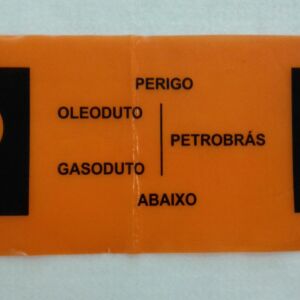 PERIGO
OLEODUTO
PETROBRÁS
GASODUTO
ABAIXO